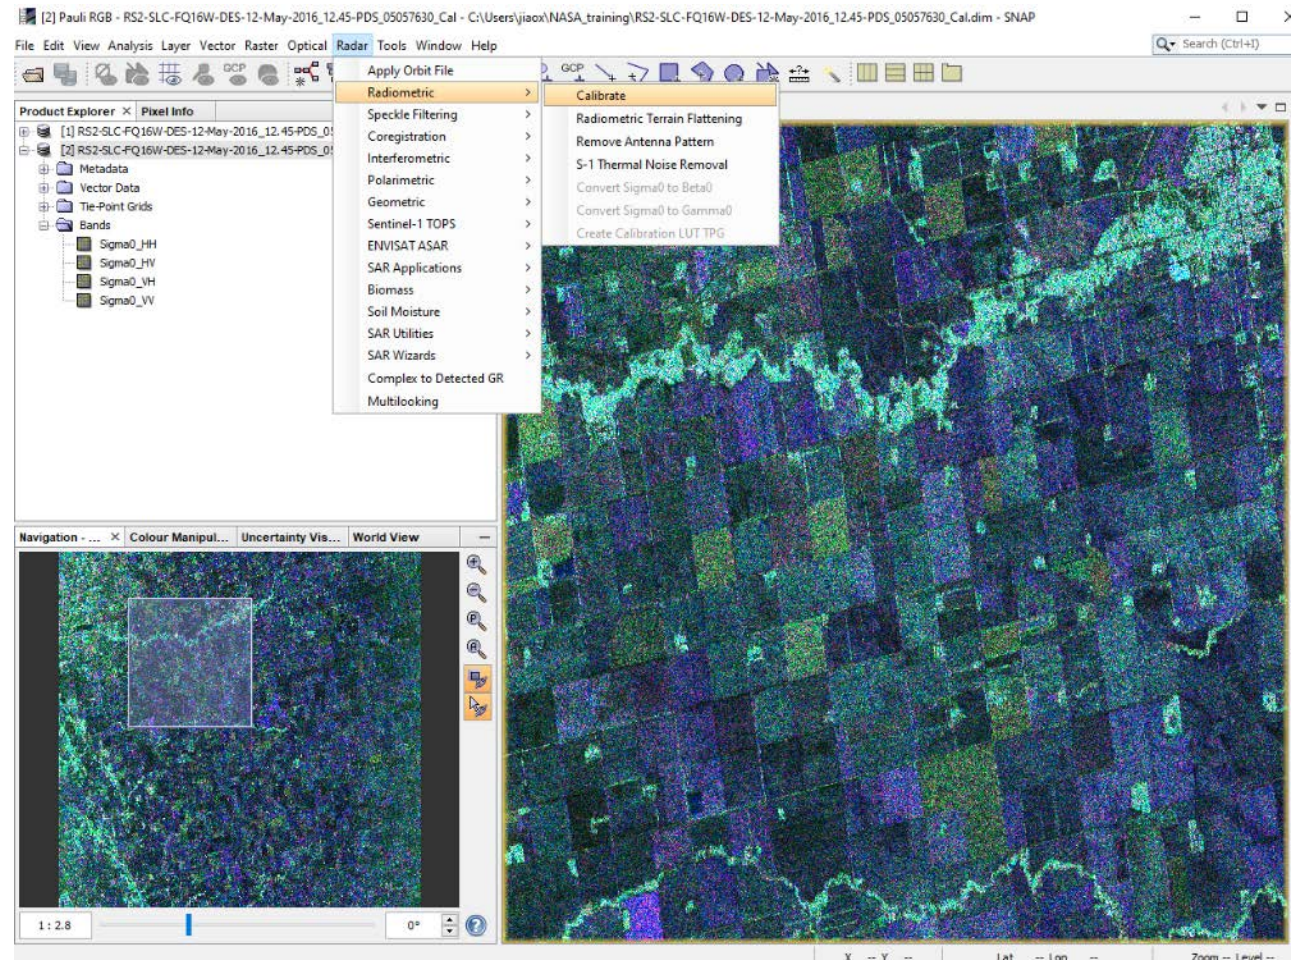 [2] Pauli RGB - RS2-SLC-FQ16W-DES-12-May-2016_12.45-PDS_05057630_Cal - C:\Users\jiaox\NASA_training\RS2-SLC-FQ16W-DES-12-May-2016_12.45-PDS_05057630_Cal.dim - SNAP
File Edit View Analysis Layer Vector Raster Optical Radar Tools Window Help
Search (Ctrl+I)
GCP
GCP
Product Explorer × Pixel Info
[1] RS2-SLC-FQ16W-DES-12-May-2016_12.45-PDS_05
[2] RS2-SLC-FQ16W-DES-12-May-2016_12.45-PDS_05
Metadata
Vector Data
Tie-Point Grids
Bands
Sigma0_HH
Sigma0_HV
Sigma0_VH
Sigma0_VV
Apply Orbit File
Radiometric
Speckle Filtering
Coregistration
Interferometric
Polarimetric
Geometric
Sentinel-1 TOPS
ENVISAT ASAR
SAR Applications
Biomass
Soil Moisture
SAR Utilities
SAR Wizards
Complex to Detected GR
Multilooking
Calibrate
Radiometric Terrain Flattening
Remove Antenna Pattern
S-1 Thermal Noise Removal
Convert Sigma0 to Beta0
Convert Sigma0 to Gamma0
Create Calibration LUT TPG
Navigation - ... × Colour Manipul... Uncertainty Vis... World View
1 : 2.8
0°
X -- Y -- Lat -- Lon -- Zoom -- Level --